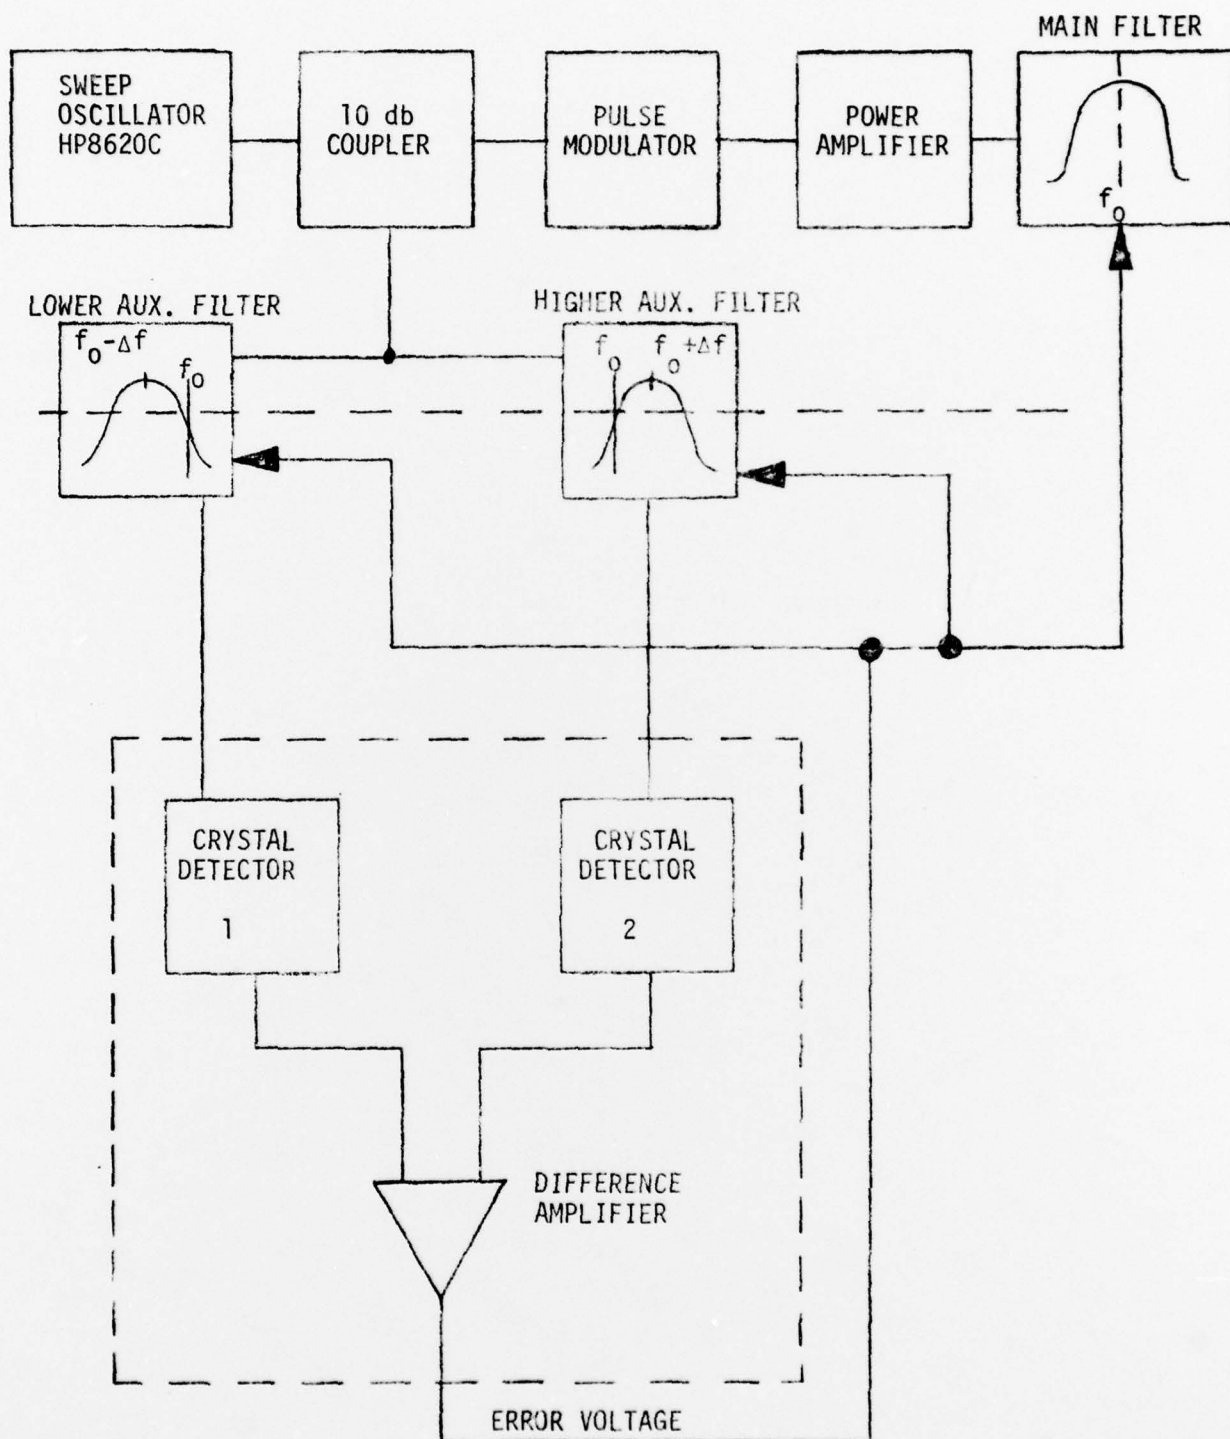 MAIN FILTER
SWEEP
OSCILLATOR
HP8620C
10 db
COUPLER
PULSE
MODULATOR
POWER
AMPLIFIER
f₀
LOWER AUX. FILTER
HIGHER AUX. FILTER
f₀-Δf
f₀
f₀
f₀+Δf
CRYSTAL
DETECTOR
1
CRYSTAL
DETECTOR
2
DIFFERENCE
AMPLIFIER
ERROR VOLTAGE